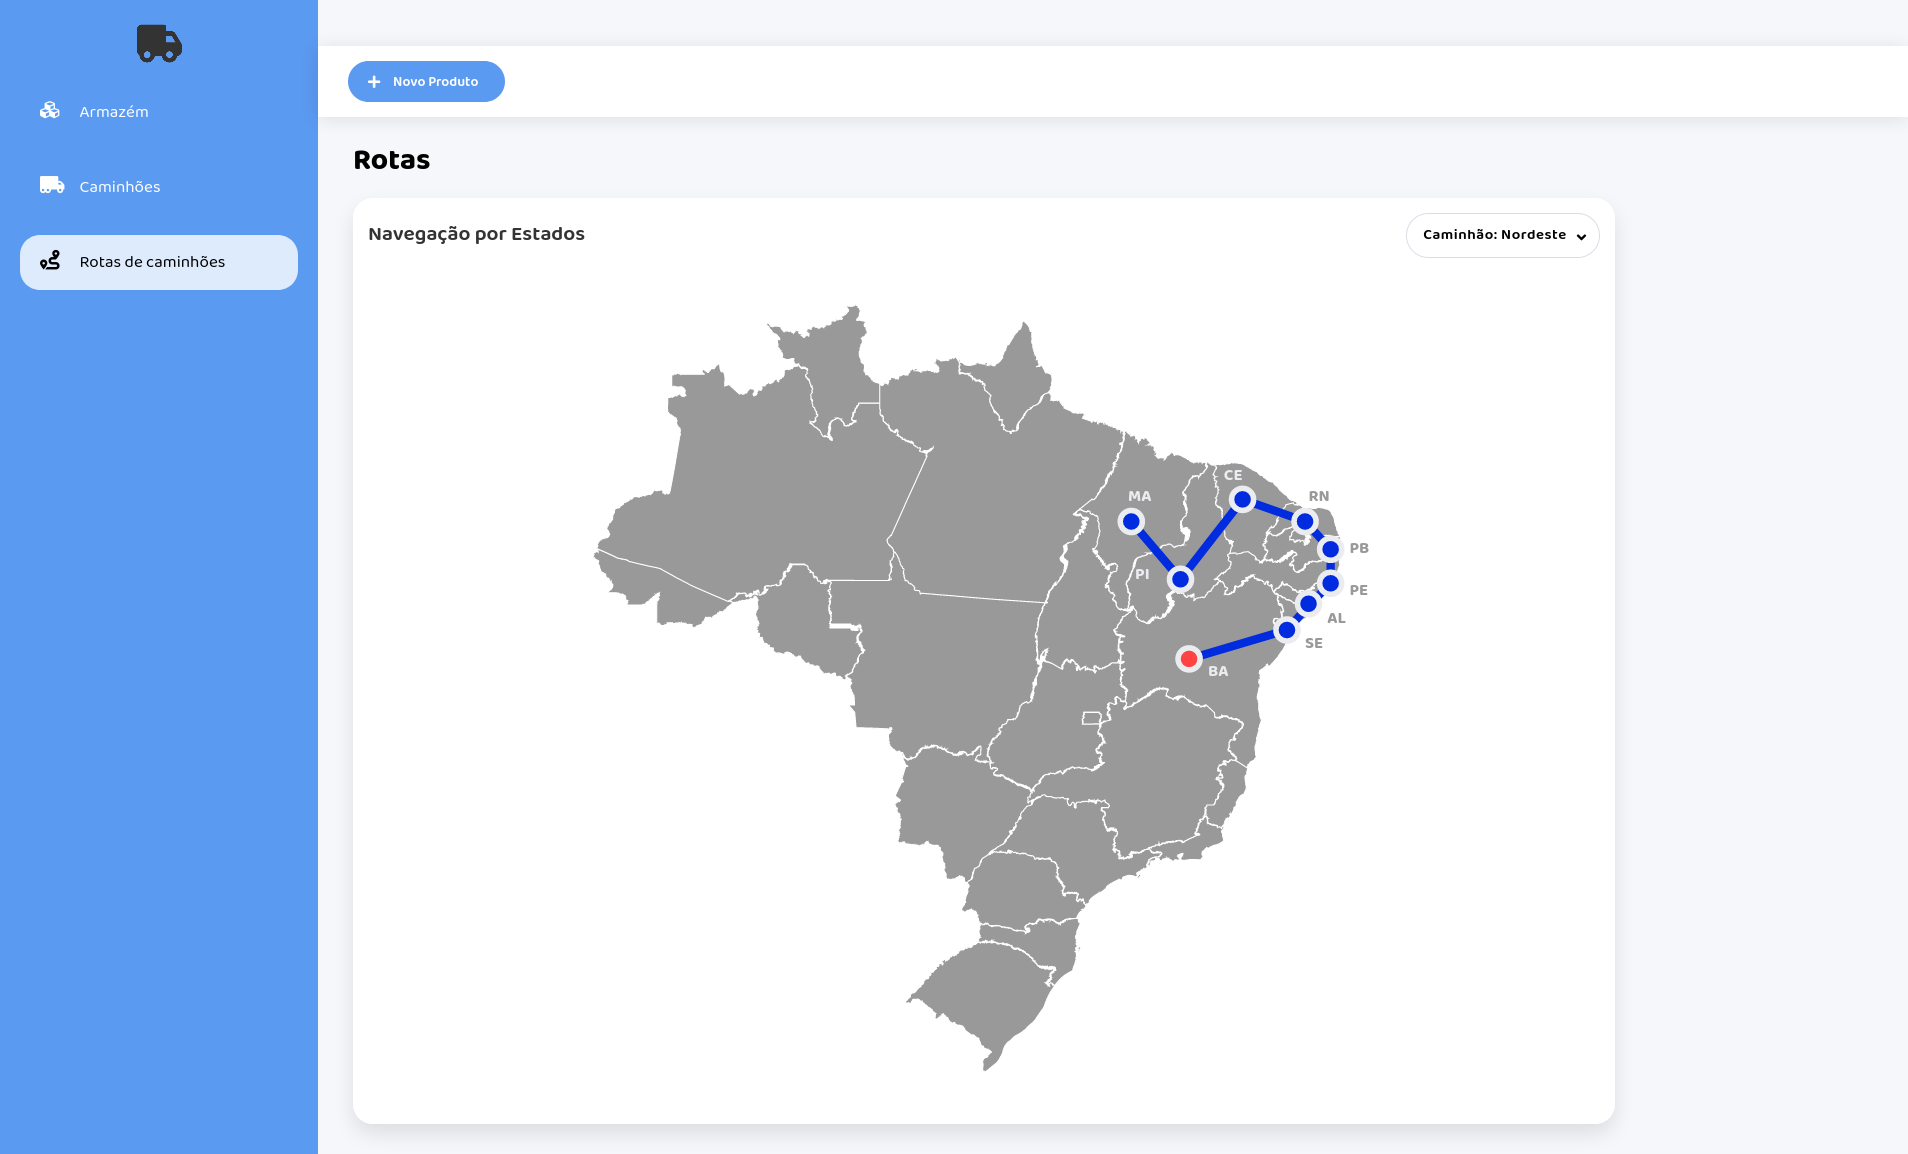 Armazém
Caminhões
Rotas de caminhões
Novo Produto
Rotas
Navegação por Estados
Caminhão: Nordeste
CE
MA
RN
PB
PI
PE
AL
SE
BA